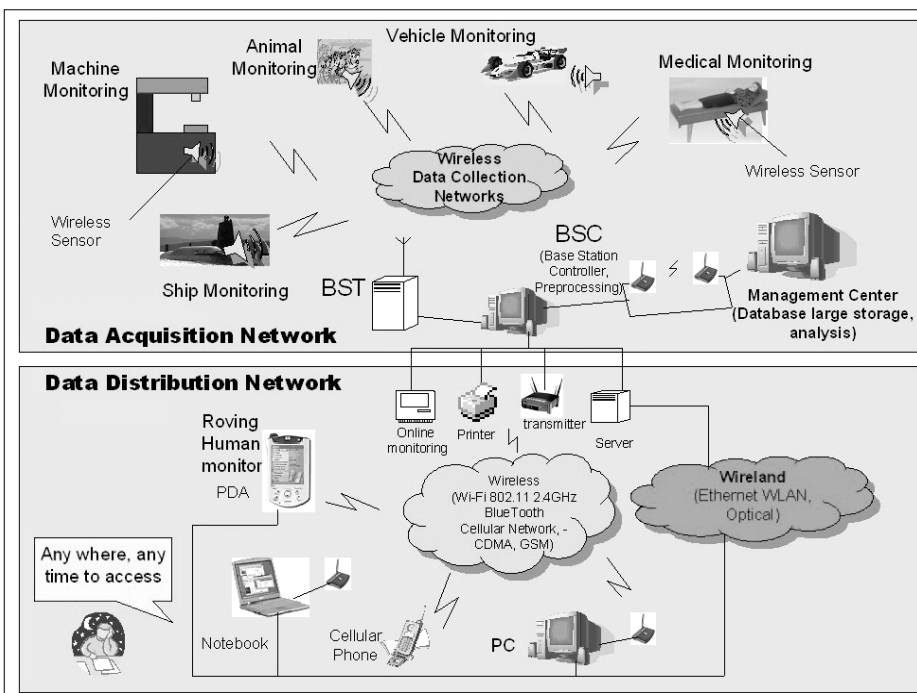 Animal
Monitoring
Vehicle Monitoring
Machine
Monitoring
Medical Monitoring
Wireless
Data Collection
Networks
Wireless Sensor
Wireless
Sensor
Ship Monitoring
BST
BSC
(Base Station
Controller,
Preprocessing)
Management Center
(Database large storage,
analysis)
Data Acquisition Network
Data Distribution Network
Online
monitoring
Printer
transmitter
Server
Roving
Human
monitor
PDA
Wireless
(Wi-Fi 802.11 2.4GHz
BlueTooth
Cellular Network, -
CDMA, GSM)
Wireland
(Ethernet WLAN,
Optical)
Any where, any
time to access
Notebook
Cellular
Phone
PC